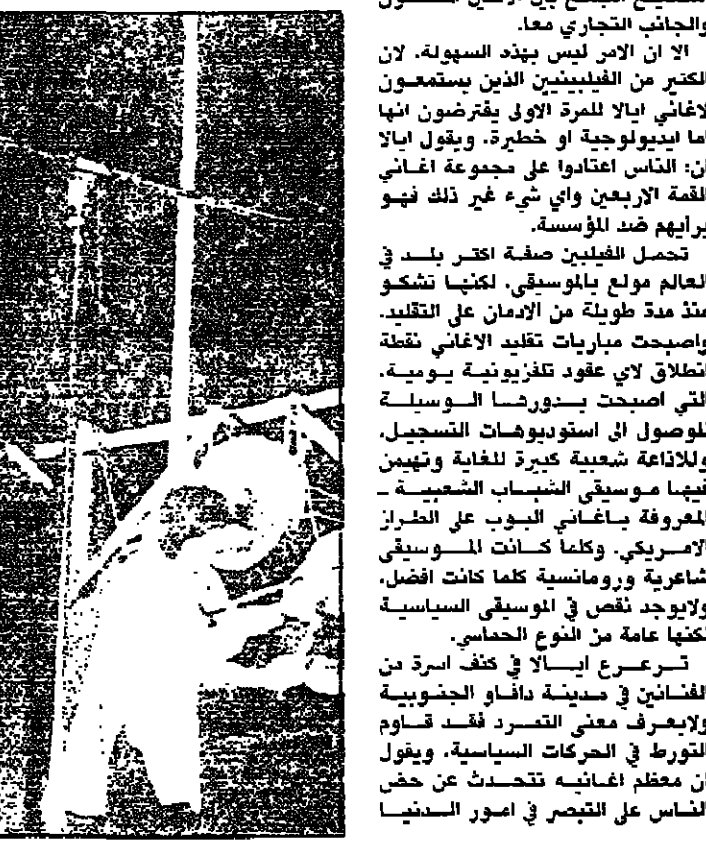 والجانب التجاري معا.
الا ان الامر ليس بهذه السهولة. لان
الكثير من الفيلبينيين الذين يستمعون
لاغاني ايالا للمرة الاولى يفترضون انها
اما ايديولوجية او خطيرة. ويقول ايالا
ان: الناس اعتادوا على مجموعة اغاني
القمة الاربعين واي شيء غير ذلك فهو
برأيهم ضد المؤسسة.
تحمل الفيلبين صفة اكثر بلد في
العالم مولع بالموسيقى. لكنها تشكو
منذ مدة طويلة من الادمان على التقليد.
واصبحت مباريات تقليد الاغاني نقطة
انطلاق لاي عقود تلفزيونية يومية.
التي اصبحت بدورها الوسيلة
للوصول الى استوديوهات التسجيل.
وللاذاعة شعبية كبيرة للغاية وتهيمن
فيها موسيقى الشباب الشعبية -
المعروفة باغاني البوب على الطراز
الامريكي. وكلما كانت الموسيقى
شاعرية ورومانسية كلما كانت افضل.
ولايوجد نقص في الموسيقى السياسية
لكنها عامة من النوع الحماسي.
ترعرع ايالا في كنف اسرة من
الفنانين في مدينة دافاو الجنوبية
ولايعرف معنى التمرد فقد قاوم
التورط في الحركات السياسية، ويقول
ان معظم اغانيه تتحدث عن حض
الناس على التبصر في امور الدنيا